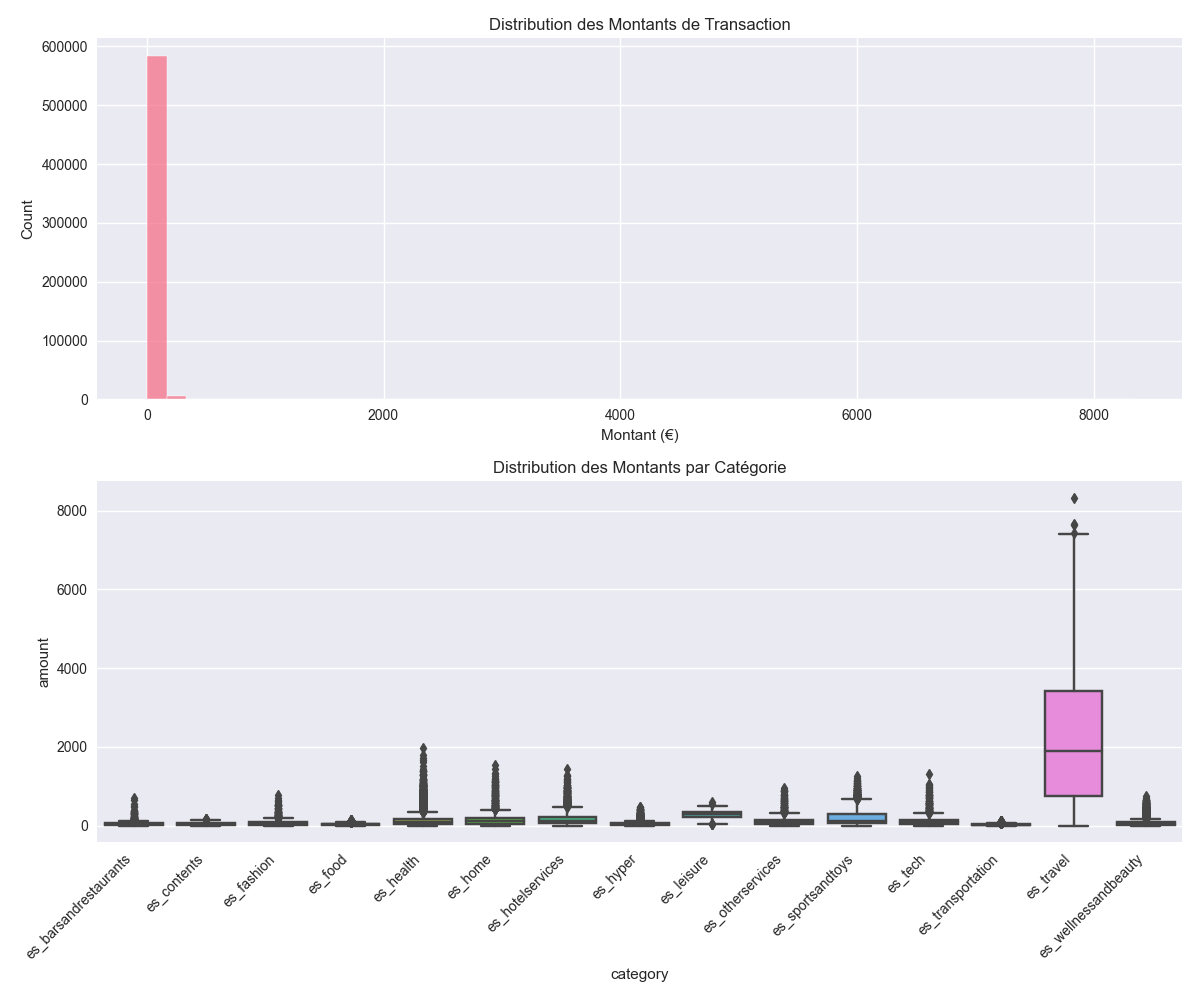 Distribution des Montants de Transaction
600000
500000
400000
300000
200000
100000
0
Count
0 2000 4000 6000 8000
Montant (€)
Distribution des Montants par Catégorie
8000
6000
4000
2000
0
amount
es_barsandrestaurants
es_contents
es_fashion
es_food
es_health
es_home
es_hotelservices
es_hyper
es_leisure
es_otherservices
es_sportsandtoys
es_tech
es_transportation
es_travel
es_wellnessandbeauty
category